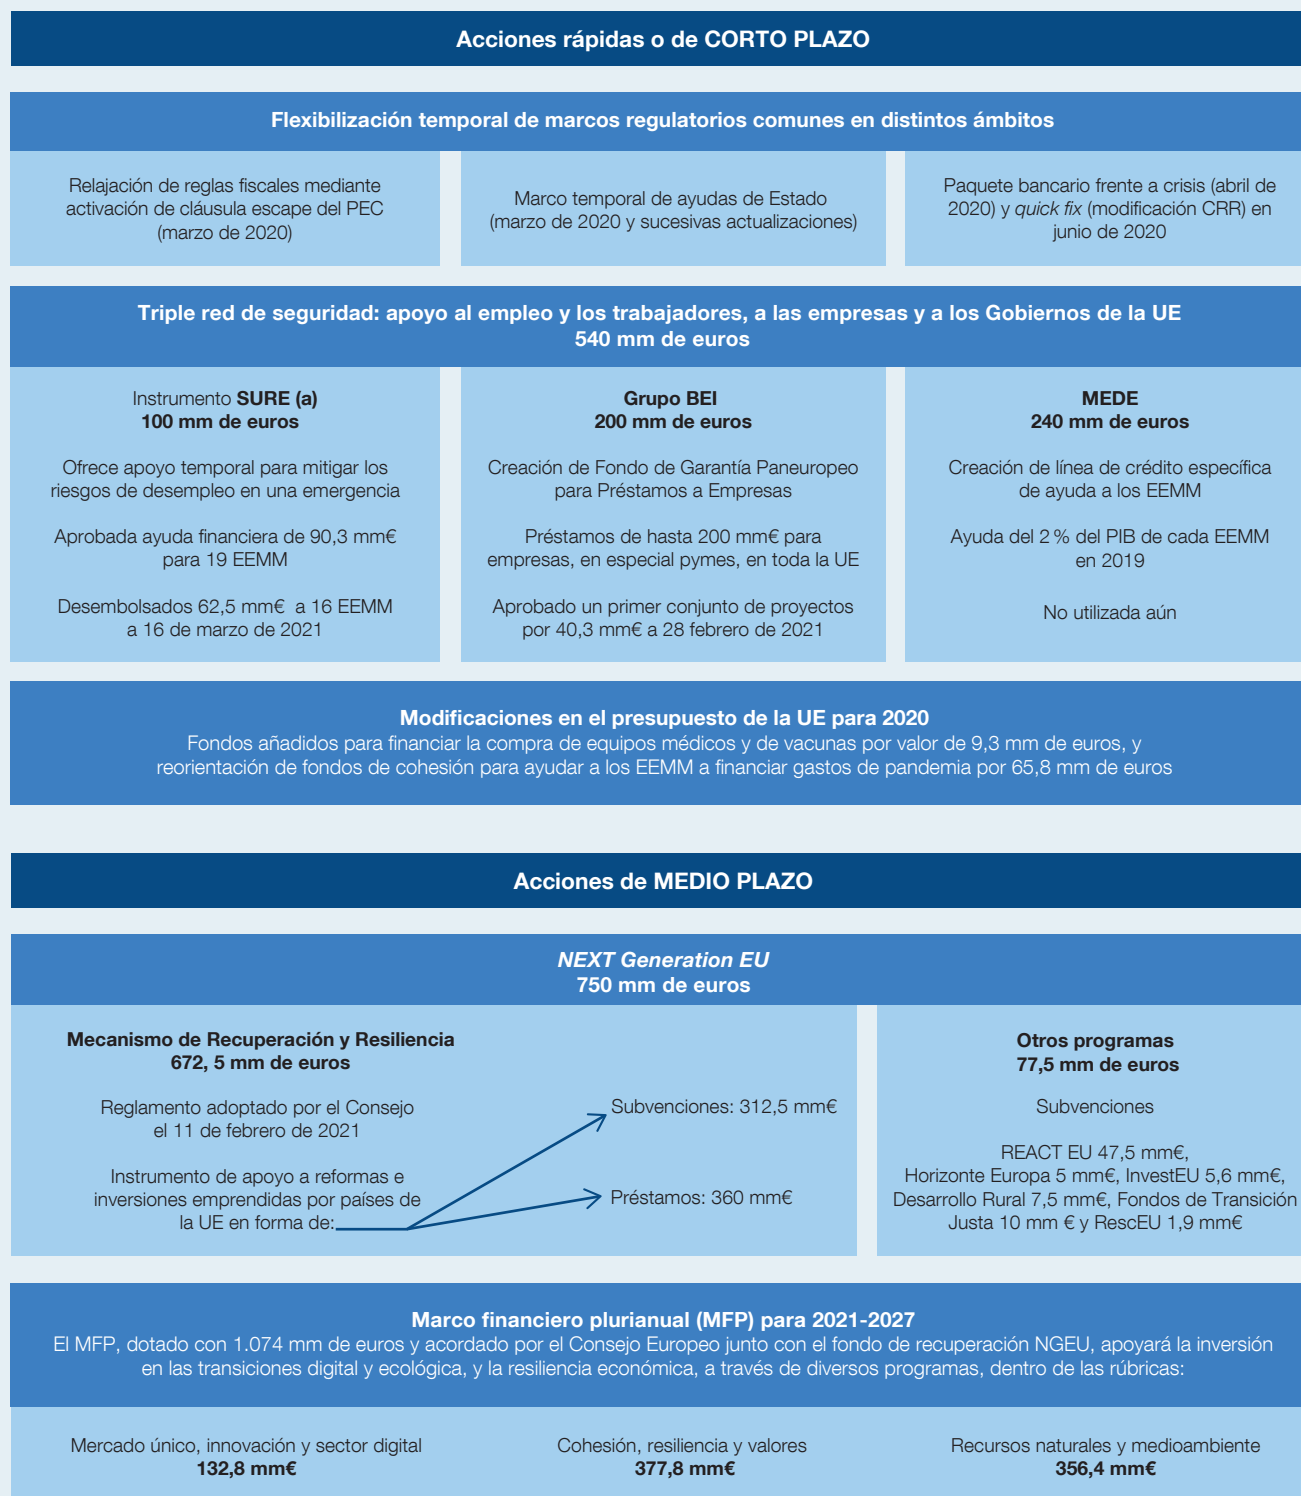 Acciones rápidas o de CORTO PLAZO
Flexibilización temporal de marcos regulatorios comunes en distintos ámbitos
Relajación de reglas fiscales mediante
activación de cláusula escape del PEC
(marzo de 2020)
Marco temporal de ayudas de Estado
(marzo de 2020 y sucesivas actualizaciones)
Paquete bancario frente a crisis (abril de
2020) y quick fix (modificación CRR) en
junio de 2020
Triple red de seguridad: apoyo al empleo y los trabajadores, a las empresas y a los Gobiernos de la UE
540 mm de euros
Instrumento SURE (a)
100 mm de euros
Ofrece apoyo temporal para mitigar los
riesgos de desempleo en una emergencia
Aprobada ayuda financiera de 90,3 mm€
para 19 EEMM
Desembolsados 62,5 mm€ a 16 EEMM
a 16 de marzo de 2021
Grupo BEI
200 mm de euros
Creación de Fondo de Garantía Paneuropeo
para Préstamos a Empresas
Préstamos de hasta 200 mm€ para
empresas, en especial pymes, en toda la UE
Aprobado un primer conjunto de proyectos
por 40,3 mm€ a 28 febrero de 2021
MEDE
240 mm de euros
Creación de línea de crédito específica
de ayuda a los EEMM
Ayuda del 2 % del PIB de cada EEMM
en 2019
No utilizada aún
Modificaciones en el presupuesto de la UE para 2020
Fondos añadidos para financiar la compra de equipos médicos y de vacunas por valor de 9,3 mm de euros, y
reorientación de fondos de cohesión para ayudar a los EEMM a financiar gastos de pandemia por 65,8 mm de euros
Acciones de MEDIO PLAZO
NEXT Generation EU
750 mm de euros
Mecanismo de Recuperación y Resiliencia
672, 5 mm de euros
Reglamento adoptado por el Consejo
el 11 de febrero de 2021
Instrumento de apoyo a reformas e
inversiones emprendidas por países de
la UE en forma de:
Subvenciones: 312,5 mm€
Préstamos: 360 mm€
Otros programas
77,5 mm de euros
Subvenciones
REACT EU 47,5 mm€,
Horizonte Europa 5 mm€, InvestEU 5,6 mm€,
Desarrollo Rural 7,5 mm€, Fondos de Transición
Justa 10 mm € y RescEU 1,9 mm€
Marco financiero plurianual (MFP) para 2021-2027
El MFP, dotado con 1.074 mm de euros y acordado por el Consejo Europeo junto con el fondo de recuperación NGEU, apoyará la inversión
en las transiciones digital y ecológica, y la resiliencia económica, a través de diversos programas, dentro de las rúbricas:
Mercado único, innovación y sector digital
132,8 mm€
Cohesión, resiliencia y valores
377,8 mm€
Recursos naturales y medioambiente
356,4 mm€